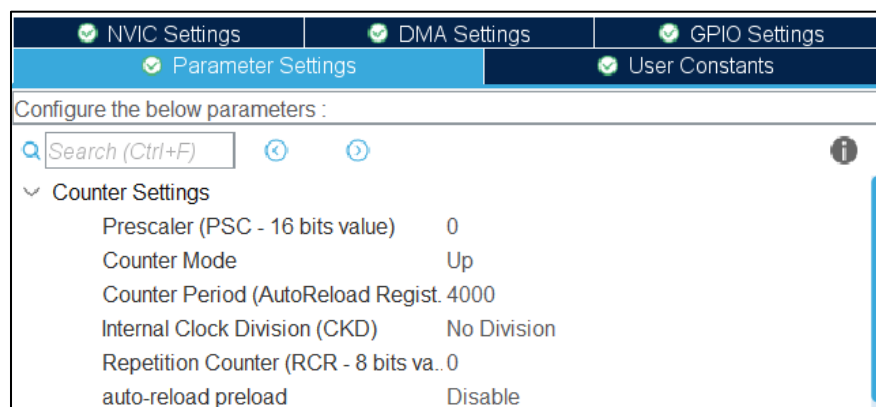 NVIC Settings DMA Settings GPIO Settings
Parameter Settings User Constants
Configure the below parameters :
Search (Ctrl+F)
Counter Settings
Prescaler (PSC - 16 bits value) 0
Counter Mode Up
Counter Period (AutoReload Regist. 4000
Internal Clock Division (CKD) No Division
Repetition Counter (RCR - 8 bits va.. 0
auto-reload preload Disable